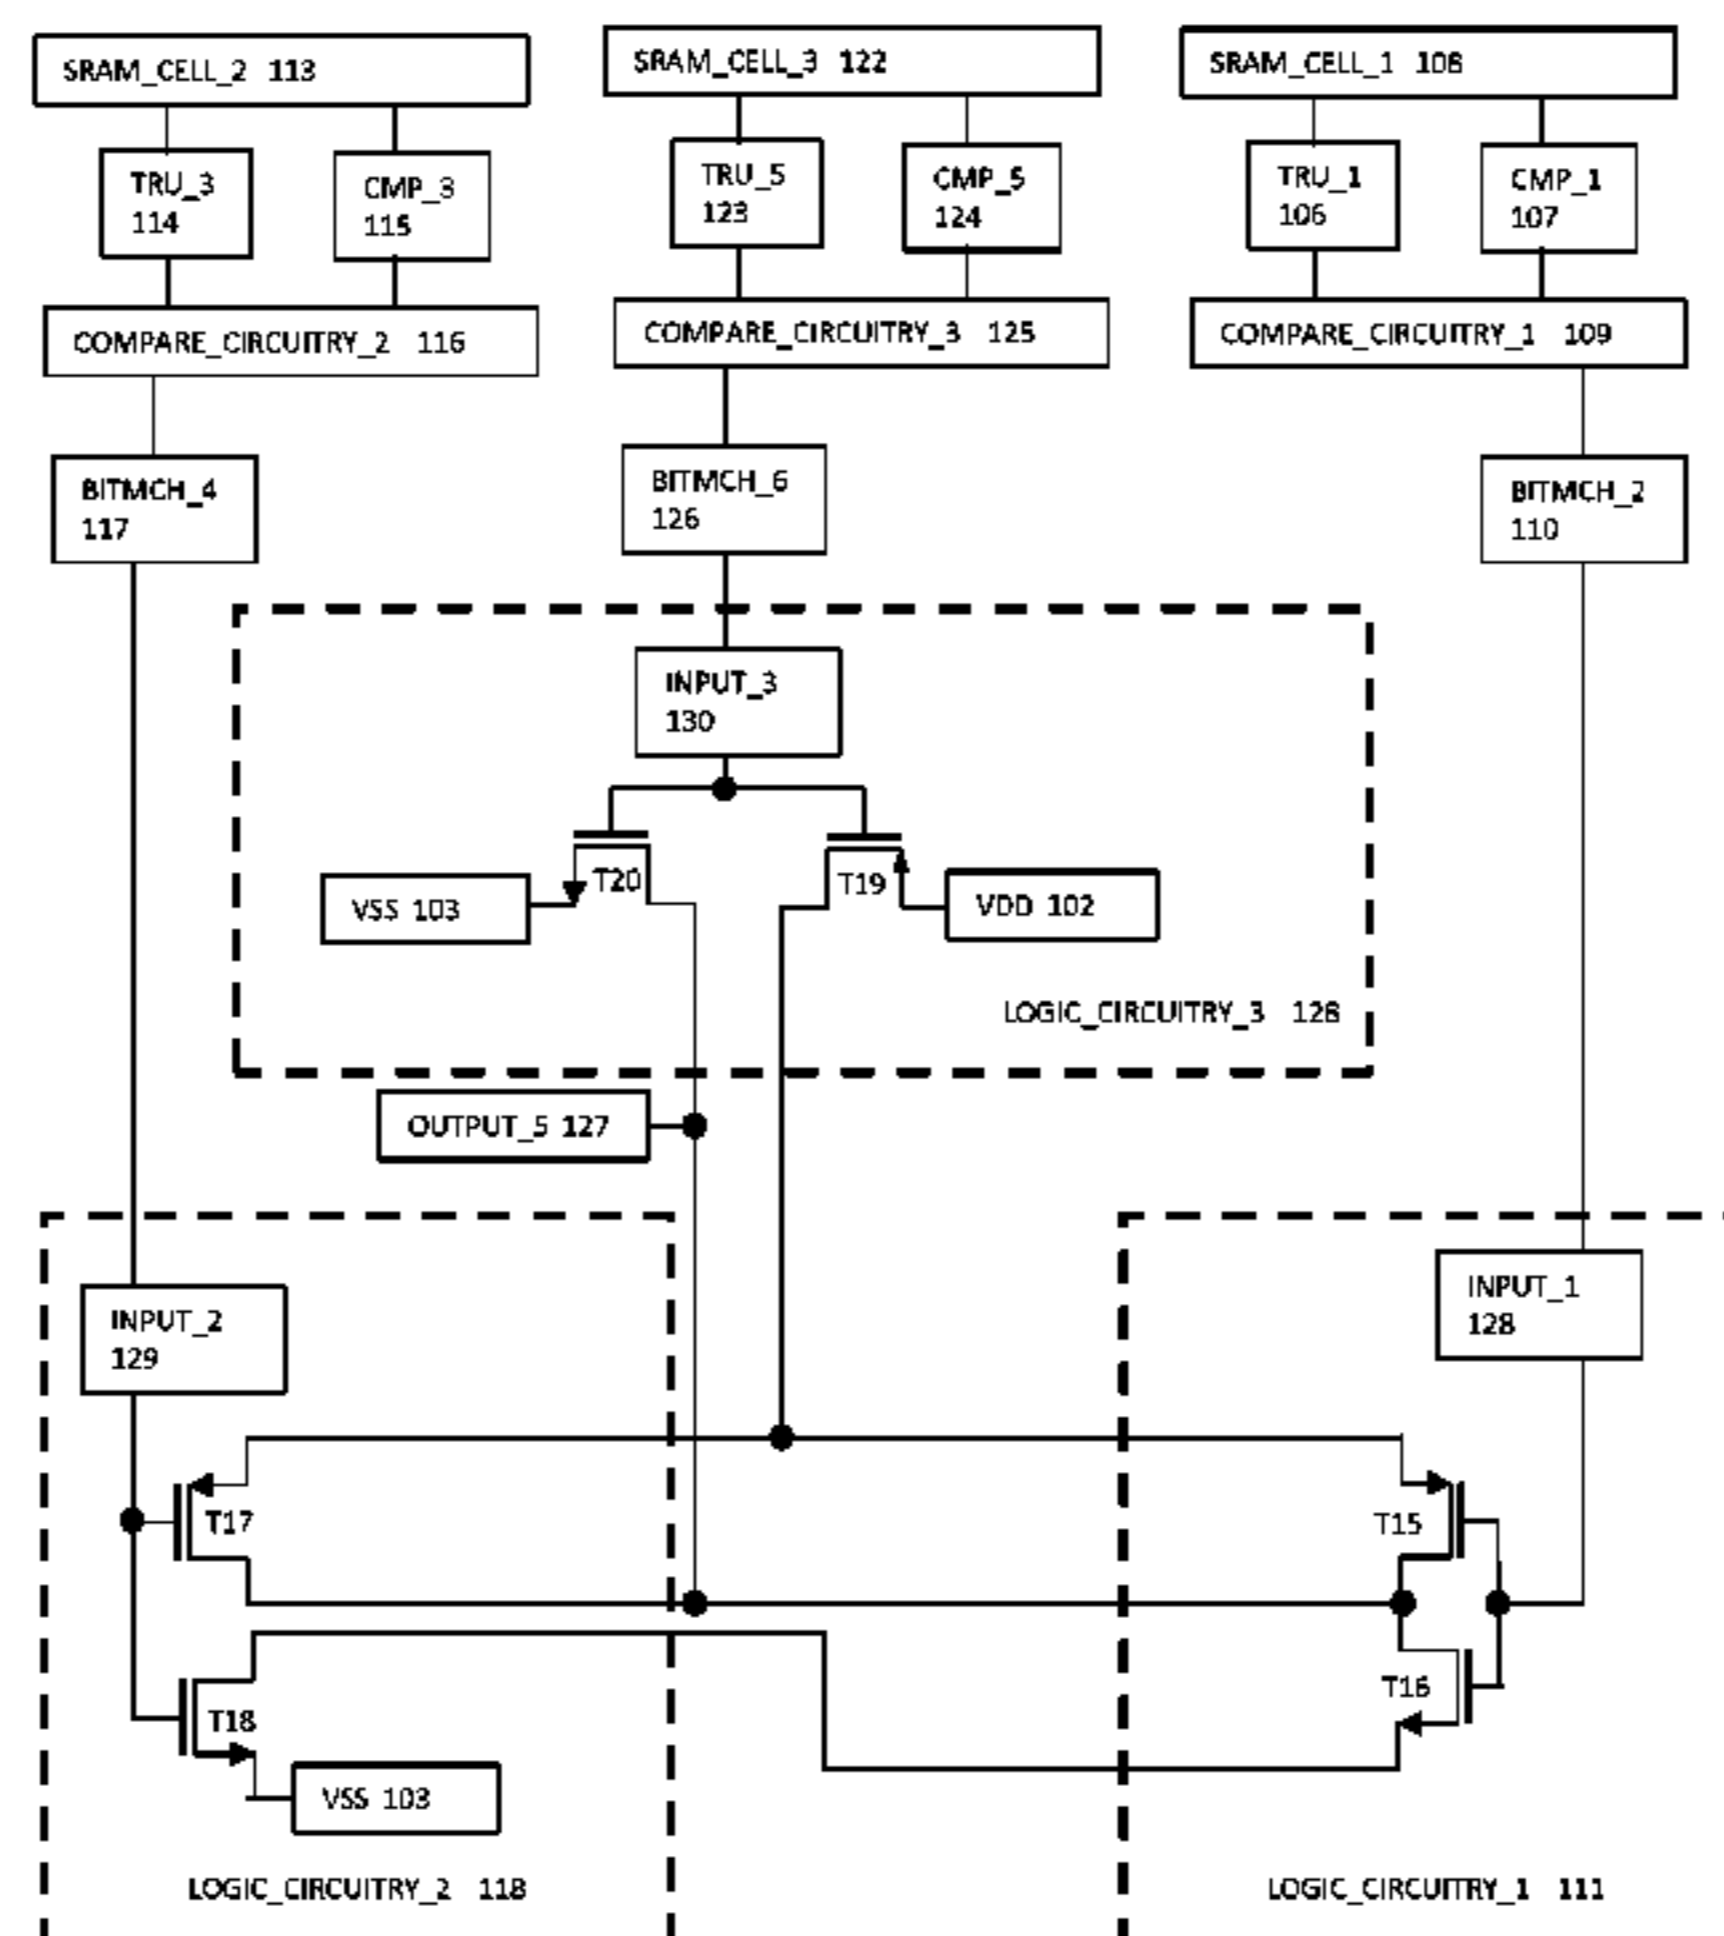 SRAM_CELL_2 113
SRAM_CELL_3 122
SRAM_CELL_1 108
TRU_3
114
CMP_3
115
TRU_5
123
CMP_5
124
TRU_1
106
CMP_1
107
COMPARE_CIRCUITRY_2 116
COMPARE_CIRCUITRY_3 125
COMPARE_CIRCUITRY_1 109
BITMCH_4
117
BITMCH_6
126
BITMCH_2
110
INPUT_3
130
T20
T19
VSS 103
VDD 102
LOGIC_CIRCUITRY_3 128
OUTPUT_5 127
INPUT_2
129
INPUT_1
128
T17
T15
T18
T16
VSS 103
LOGIC_CIRCUITRY_2 118
LOGIC_CIRCUITRY_1 111